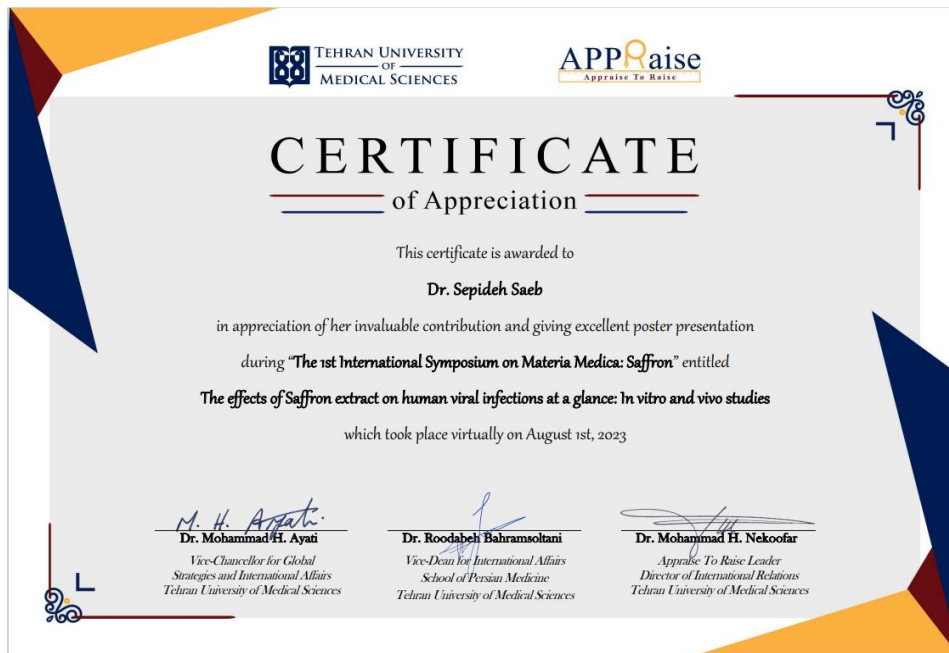 TEHRAN UNIVERSITY
OF
MEDICAL SCIENCES
APPRaise
Appraise To Raise
CERTIFICATE
of Appreciation
This certificate is awarded to
Dr. Sepideh Saeb
in appreciation of her invaluable contribution and giving excellent poster presentation
during “The 1st International Symposium on Materia Medica: Saffron” entitled
The effects of Saffron extract on human viral infections at a glance: In vitro and vivo studies
which took place virtually on August 1st, 2023
M. H. Ayati.
Dr. Mohammad H. Ayati
Vice-Chancellor for Global
Strategies and International Affairs
Tehran University of Medical Sciences
Dr. Roodabeh Bahramsoltani
Vice-Dean for International Affairs
School of Persian Medicine
Tehran University of Medical Sciences
Dr. Mohammad H. Nekoofar
Appraise To Raise Leader
Director of International Relations
Tehran University of Medical Sciences